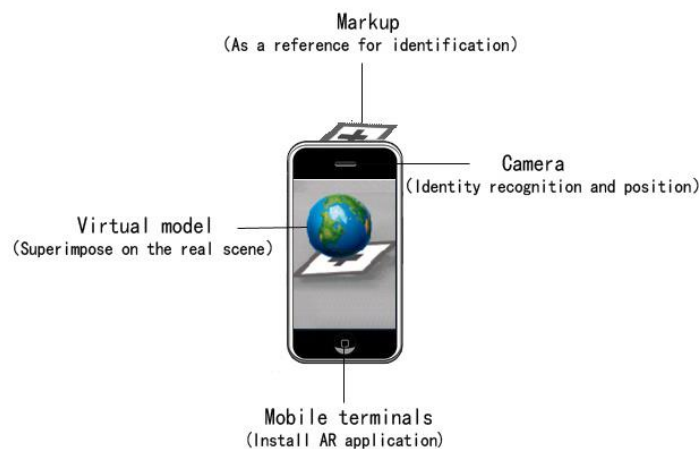 Markup
(As a reference for identification)
Camera
(Identity recognition and position)
Virtual model
(Superimpose on the real scene)
Mobile terminals
(Install AR application)